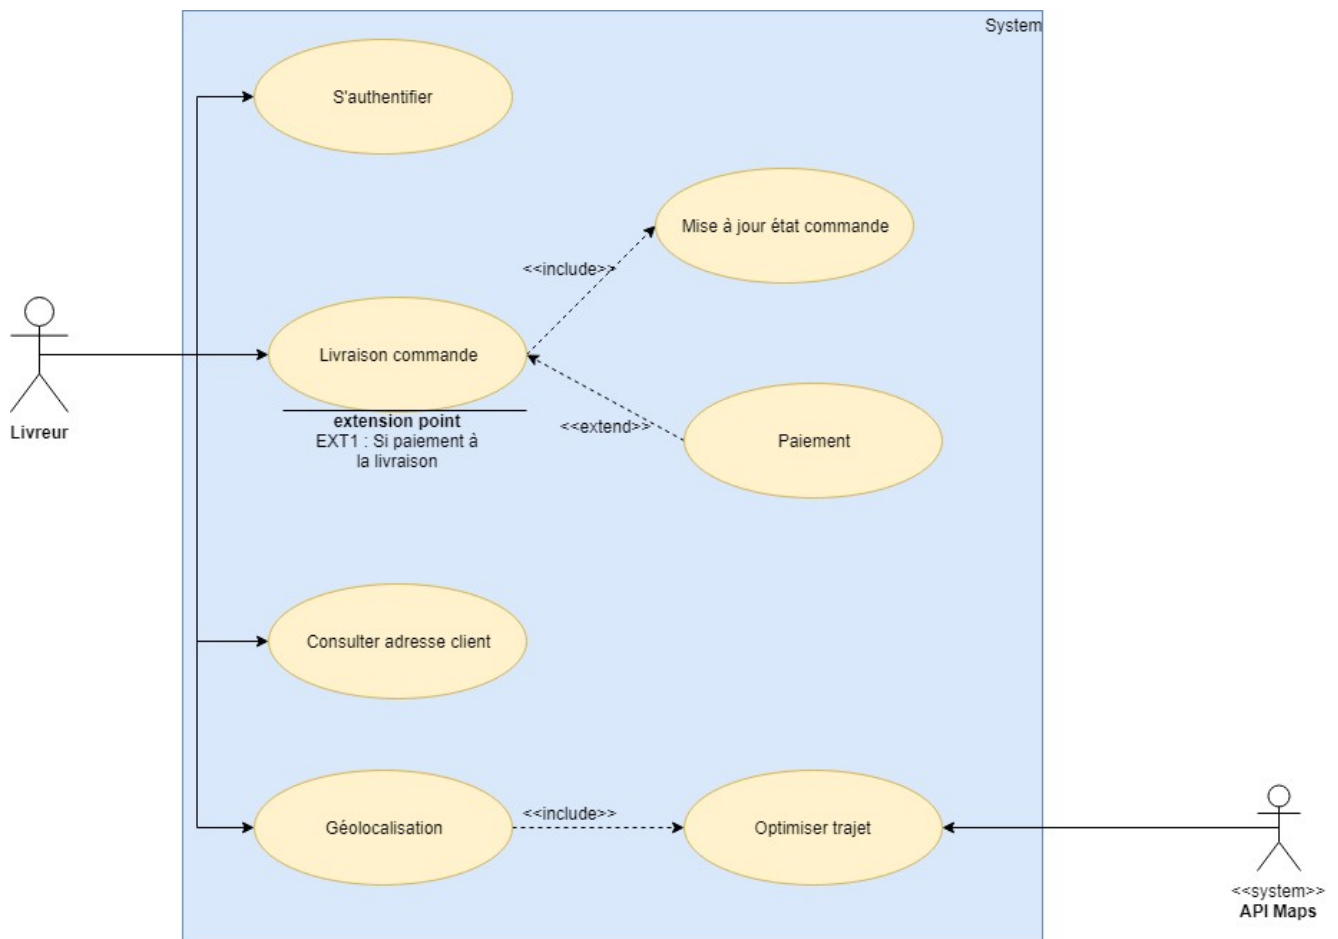 System
S'authentifier
Mise à jour état commande
<<include>>
Livraison commande
extension point
EXT1 : Si paiement à
la livraison
<<extend>>
Paiement
Livreur
Consulter adresse client
Géolocalisation
<<include>>
Optimiser trajet
<<system>>
API Maps